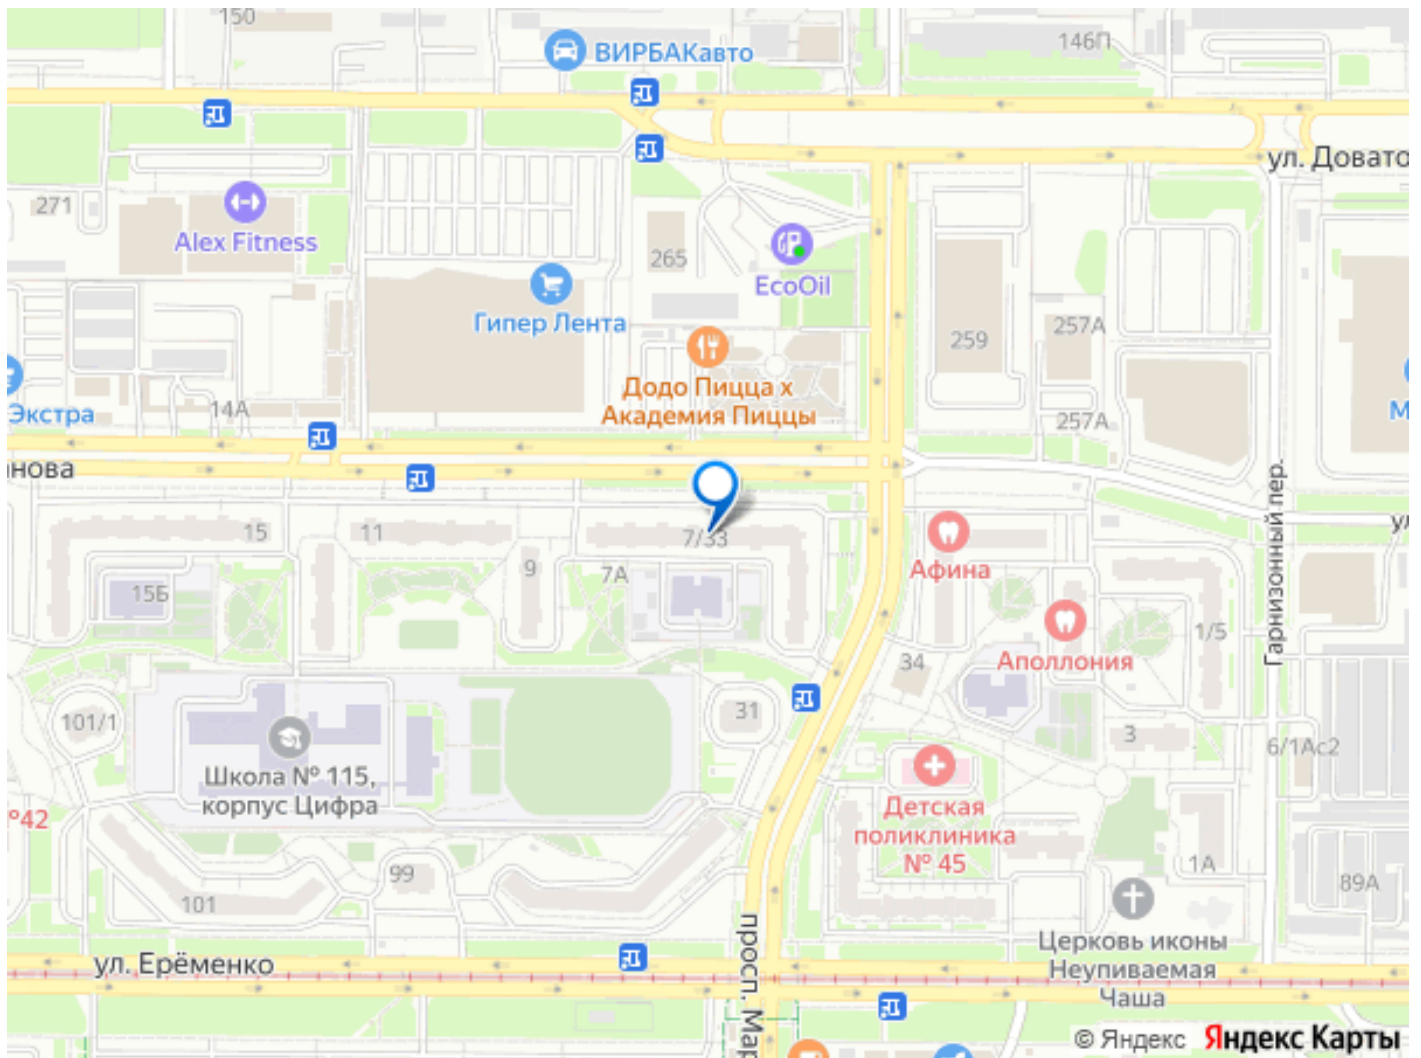 150
146П
ВИРБАКавто
ул. Довато
271
Alex Fitness
265
EcoOil
Гипер Лента
259
257А
Додо Пицца х
Академия Пиццы
Экстра
14А
257А
М
анова
15
11
7/33
9
7А
15Б
Афина
Гарнизонный пер.
ул
1/5
Аполлония
34
101/1
31
3
6/1Ас2
Школа № 115,
корпус Цифра
°42
Детская
поликлиника
№ 45
99
101
1А
89А
просп. Мар
ул. Ерёменко
Церковь иконы
Неупиваемая
Чаша
© Яндекс Яндекс Карты